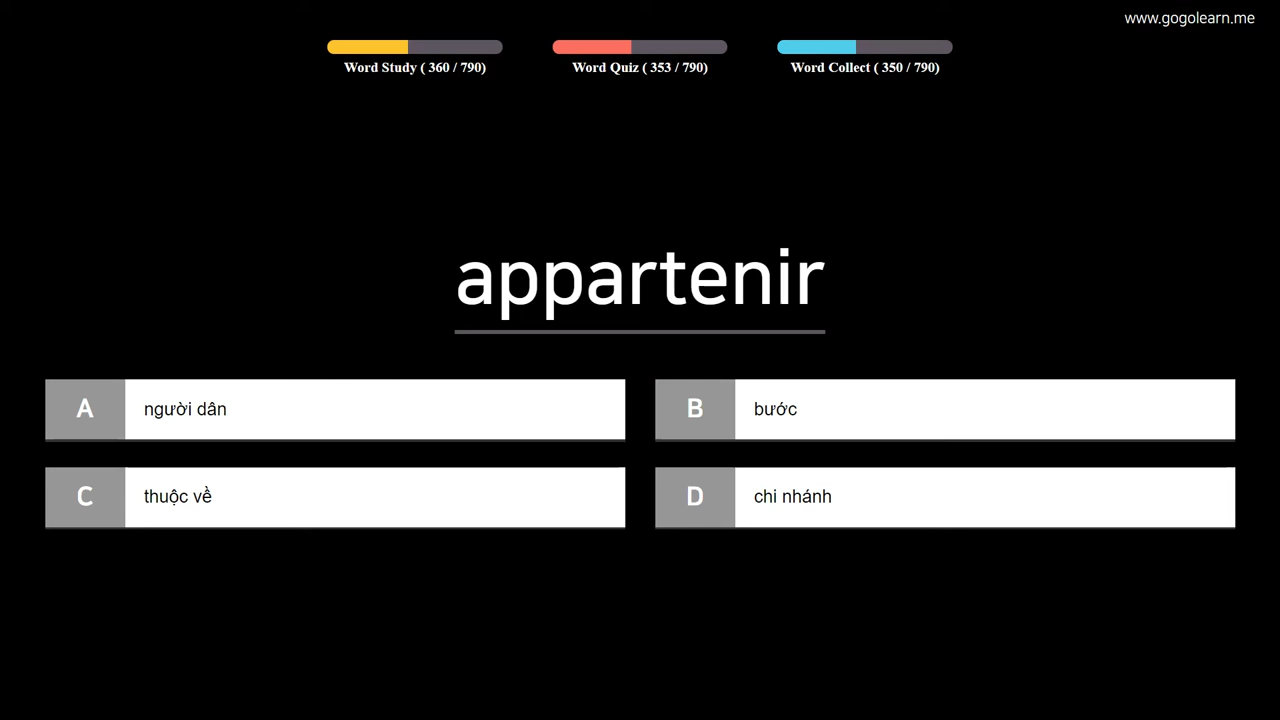 www.gogolearn.me
Word Study ( 360 / 790)
Word Quiz ( 353 / 790)
Word Collect ( 350 / 790)
appartenir
A người dân
B bước
C thuộc về
D chi nhánh